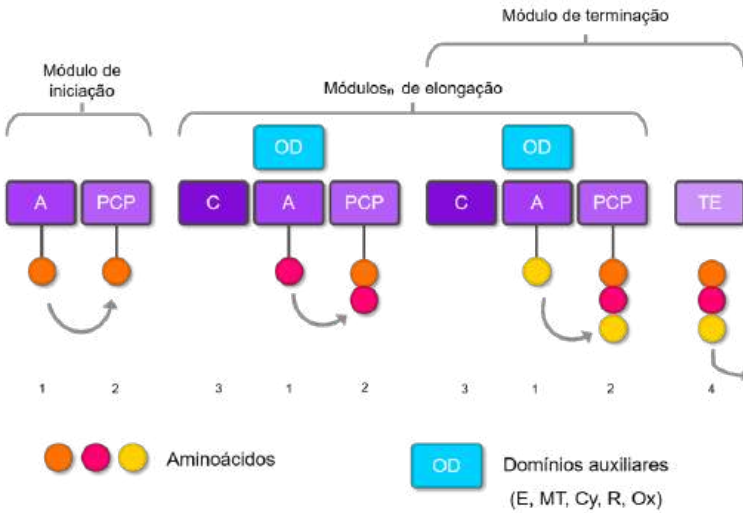 Módulo de terminação
Módulo de
iniciação
Módulosₙ de elongação
OD OD
A PCP C A PCP C A PCP TE
1 2 3 1 2 3 1 2 4
Aminoácidos
OD Domínios auxiliares
(E, MT, Cy, R, Ox)